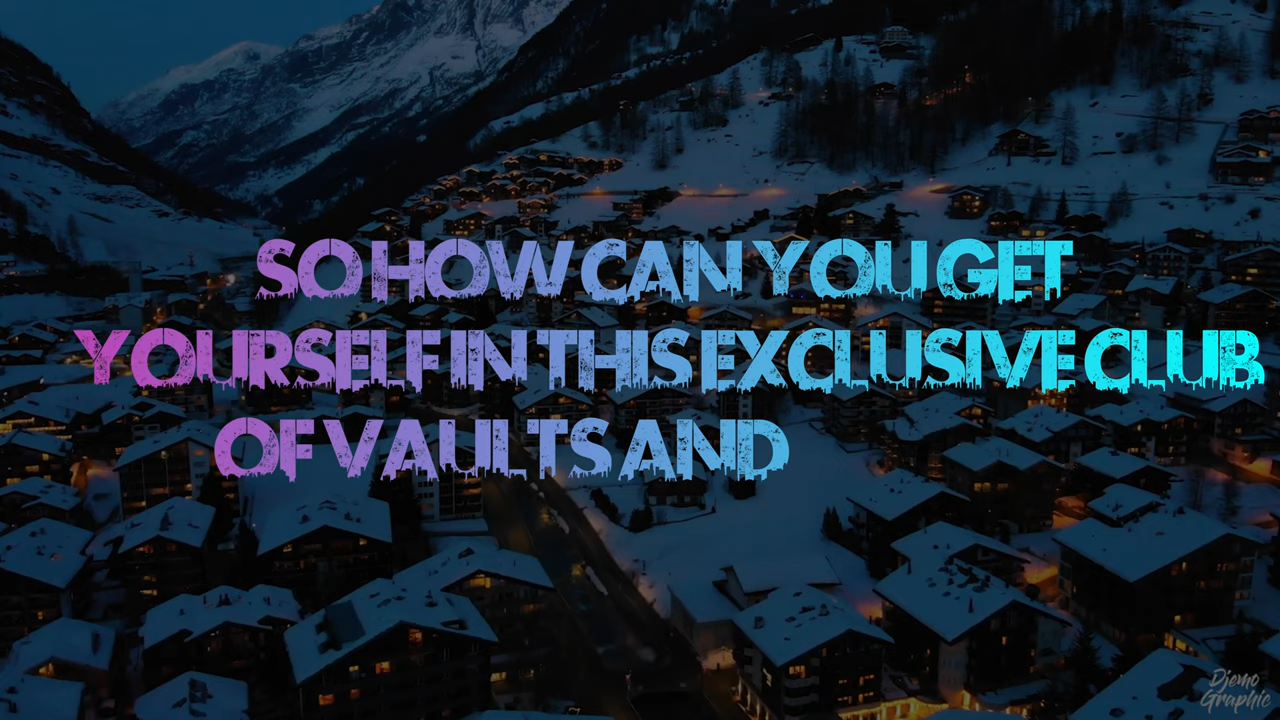 SO HOW CAN YOU GET
YOURSELF IN THIS EXCLUSIVE CLUB
OF VAULTS AND
Djemo
Graphic